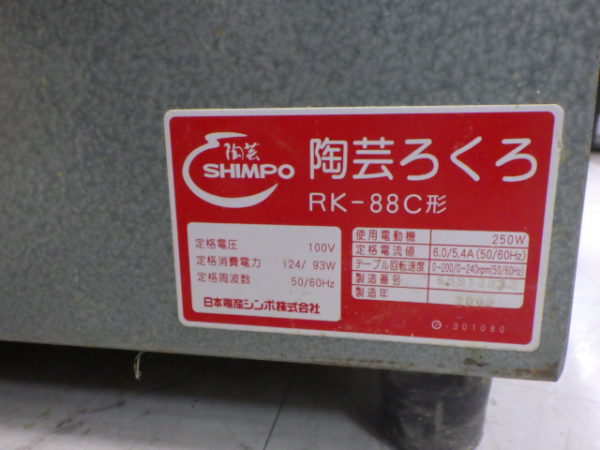 陶芸
SHIMPO
陶芸ろくろ
RK-88C形
定格電圧 100V
定格消費電力 124/ 93W
定格周波数 50/60Hz
日本電産シンポ株式会社
使用電動機 250W
定格電流値 6.0/5.4A(50/60Hz)
テーブル回転速度 0~200/0~240rpm(50/60Hz)
製造番号
製造年 2002
-301080